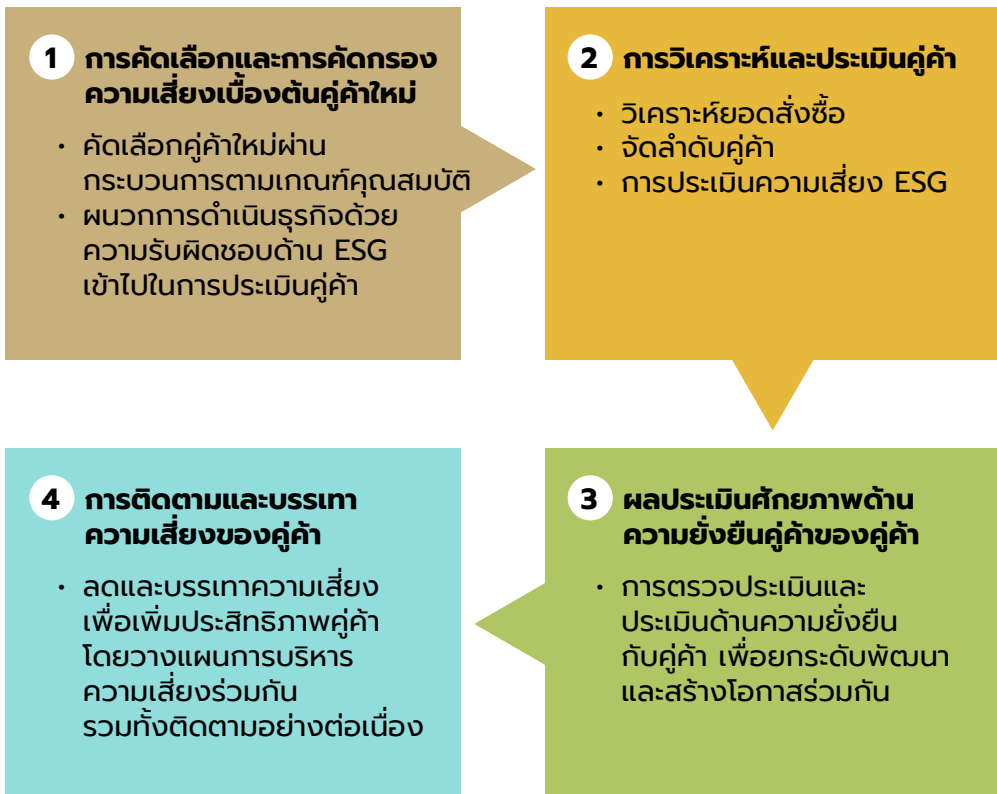 1 การคัดเลือกและการคัดกรอง
ความเสี่ยงเบื้องต้นคู่ค้าใหม่
· คัดเลือกคู่ค้าใหม่ผ่าน
กระบวนการตามเกณฑ์คุณสมบัติ
· ผนวกการดำเนินธุรกิจด้วย
ความรับผิดชอบด้าน ESG
เข้าไปในการประเมินคู่ค้า
2 การวิเคราะห์และประเมินคู่ค้า
· วิเคราะห์ยอดสั่งซื้อ
· จัดลำดับคู่ค้า
· การประเมินความเสี่ยง ESG
3 ผลประเมินศักยภาพด้าน
ความยั่งยืนคู่ค้าของคู่ค้า
· การตรวจประเมินและ
ประเมินด้านความยั่งยืน
กับคู่ค้า เพื่อยกระดับพัฒนา
และสร้างโอกาสร่วมกัน
4 การติดตามและบรรเทา
ความเสี่ยงของคู่ค้า
· ลดและบรรเทาความเสี่ยง
เพื่อเพิ่มประสิทธิภาพคู่ค้า
โดยวางแผนการบริหาร
ความเสี่ยงร่วมกัน
รวมทั้งติดตามอย่างต่อเนื่อง